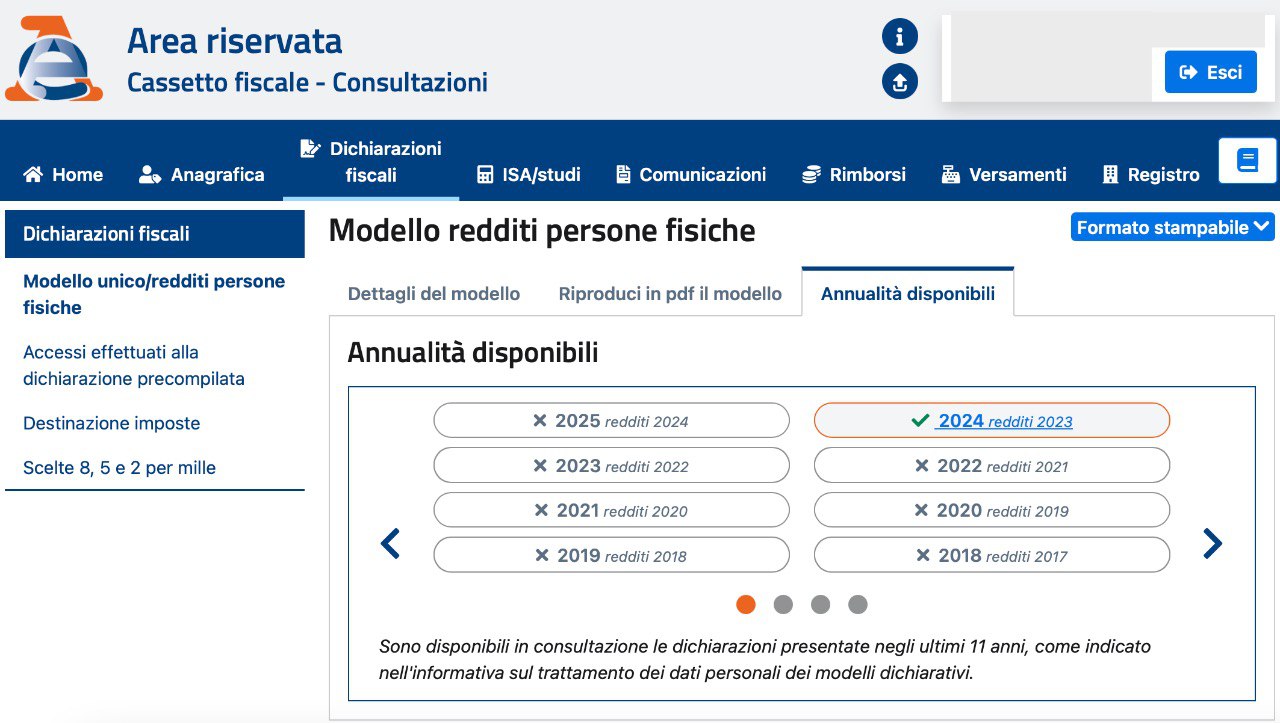 Area riservata
Cassetto fiscale - Consultazioni
Esci
Home
Anagrafica
Dichiarazioni
fiscali
ISA/studi
Comunicazioni
Rimborsi
Versamenti
Registro
Dichiarazioni fiscali
Modello unico/redditi persone
fisiche
Accessi effettuati alla
dichiarazione precompilata
Destinazione imposte
Scelte 8, 5 e 2 per mille
Modello redditi persone fisiche
Formato stampabile
Dettagli del modello
Riproduci in pdf il modello
Annualità disponibili
Annualità disponibili
2025 redditi 2024
2024 redditi 2023
2023 redditi 2022
2022 redditi 2021
2021 redditi 2020
2020 redditi 2019
2019 redditi 2018
2018 redditi 2017
Sono disponibili in consultazione le dichiarazioni presentate negli ultimi 11 anni, come indicato
nell'informativa sul trattamento dei dati personali dei modelli dichiarativi.